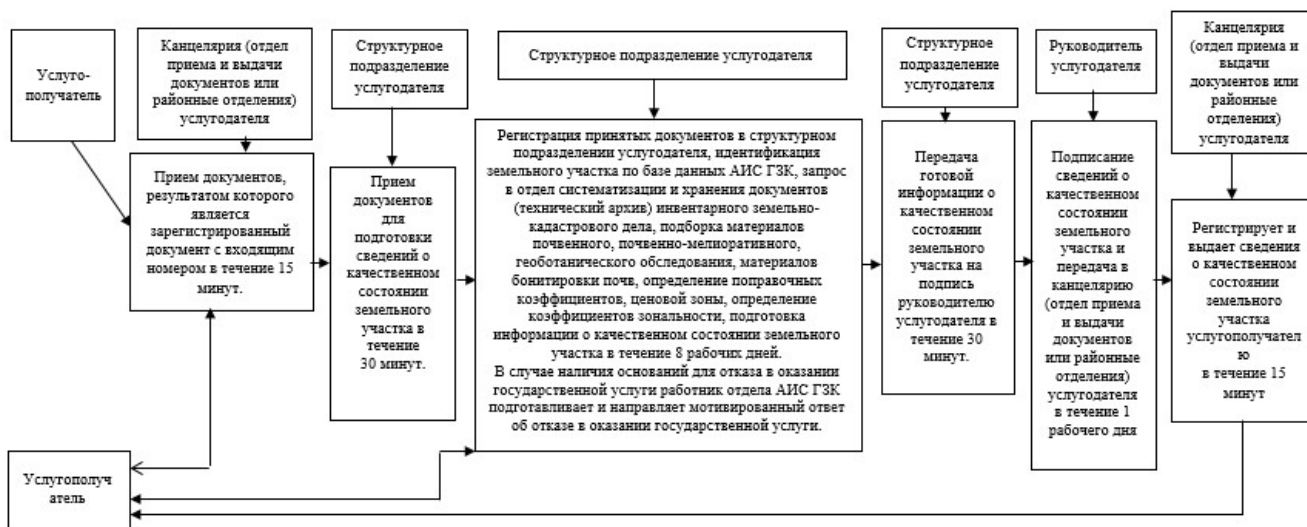 Услуго-
получатель
Канцелярия (отдел
приема и выдачи
документов или
районные отделения)
услугодателя
Структурное
подразделение
услугодателя
Структурное подразделение услугодателя
Структурное
подразделение
услугодателя
Руководитель
услугодателя
Канцелярия
(отдел приема и
выдачи
документов или
районные
отделения)
услугодателя
Прием документов,
результатом которого
является
зарегистрированный
документ с входящим
номером в течение 15
минут.
Прием
документов
для
подготовки
сведений о
качественном
состоянии
земельного
участка в
течение
30 минут.
Регистрация принятых документов в структурном
подразделении услугодателя, идентификация
земельного участка по базе данных АИС ГЗК, запрос
в отдел систематизации и хранения документов
(технический архив) инвентарного земельно-
кадастрового дела, подборка материалов
почвенного, почвенно-мелиоративного,
геоботанического обследования, материалов
бонитировки почв, определение поправочных
коэффициентов, ценовой зоны, определение
коэффициентов зональности, подготовка
информации о качественном состоянии земельного
участка в течение 8 рабочих дней.
В случае наличия оснований для отказа в оказании
государственной услуги работник отдела АИС ГЗК
подготавливает и направляет мотивированный ответ
об отказе в оказании государственной услуги.
Передача
готовой
информации о
качественном
состоянии
земельного
участка на
подпись
руководителю
услугодателя в
течение 30
минут.
Подписание
сведений о
качественном
состоянии
земельного
участка и
передача в
канцелярию
(отдел приема
и выдачи
документов
или районные
отделения)
услугодателя
в течение 1
рабочего дня
Регистрирует и
выдает сведения
о качественном
состоянии
земельного
участка
услугополучател
ю
в течение 15
минут
Услугополуч
атель